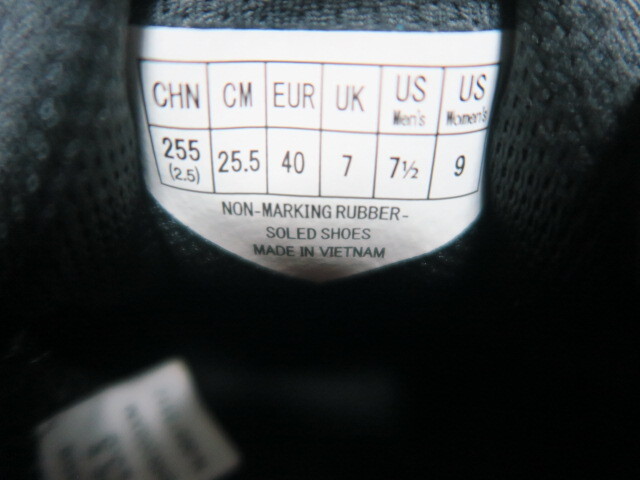 CHN CM EUR UK US Men's US Women's
255 (2.5) 25.5 40 7 7½ 9
NON-MARKING RUBBER-
SOLED SHOES
MADE IN VIETNAM